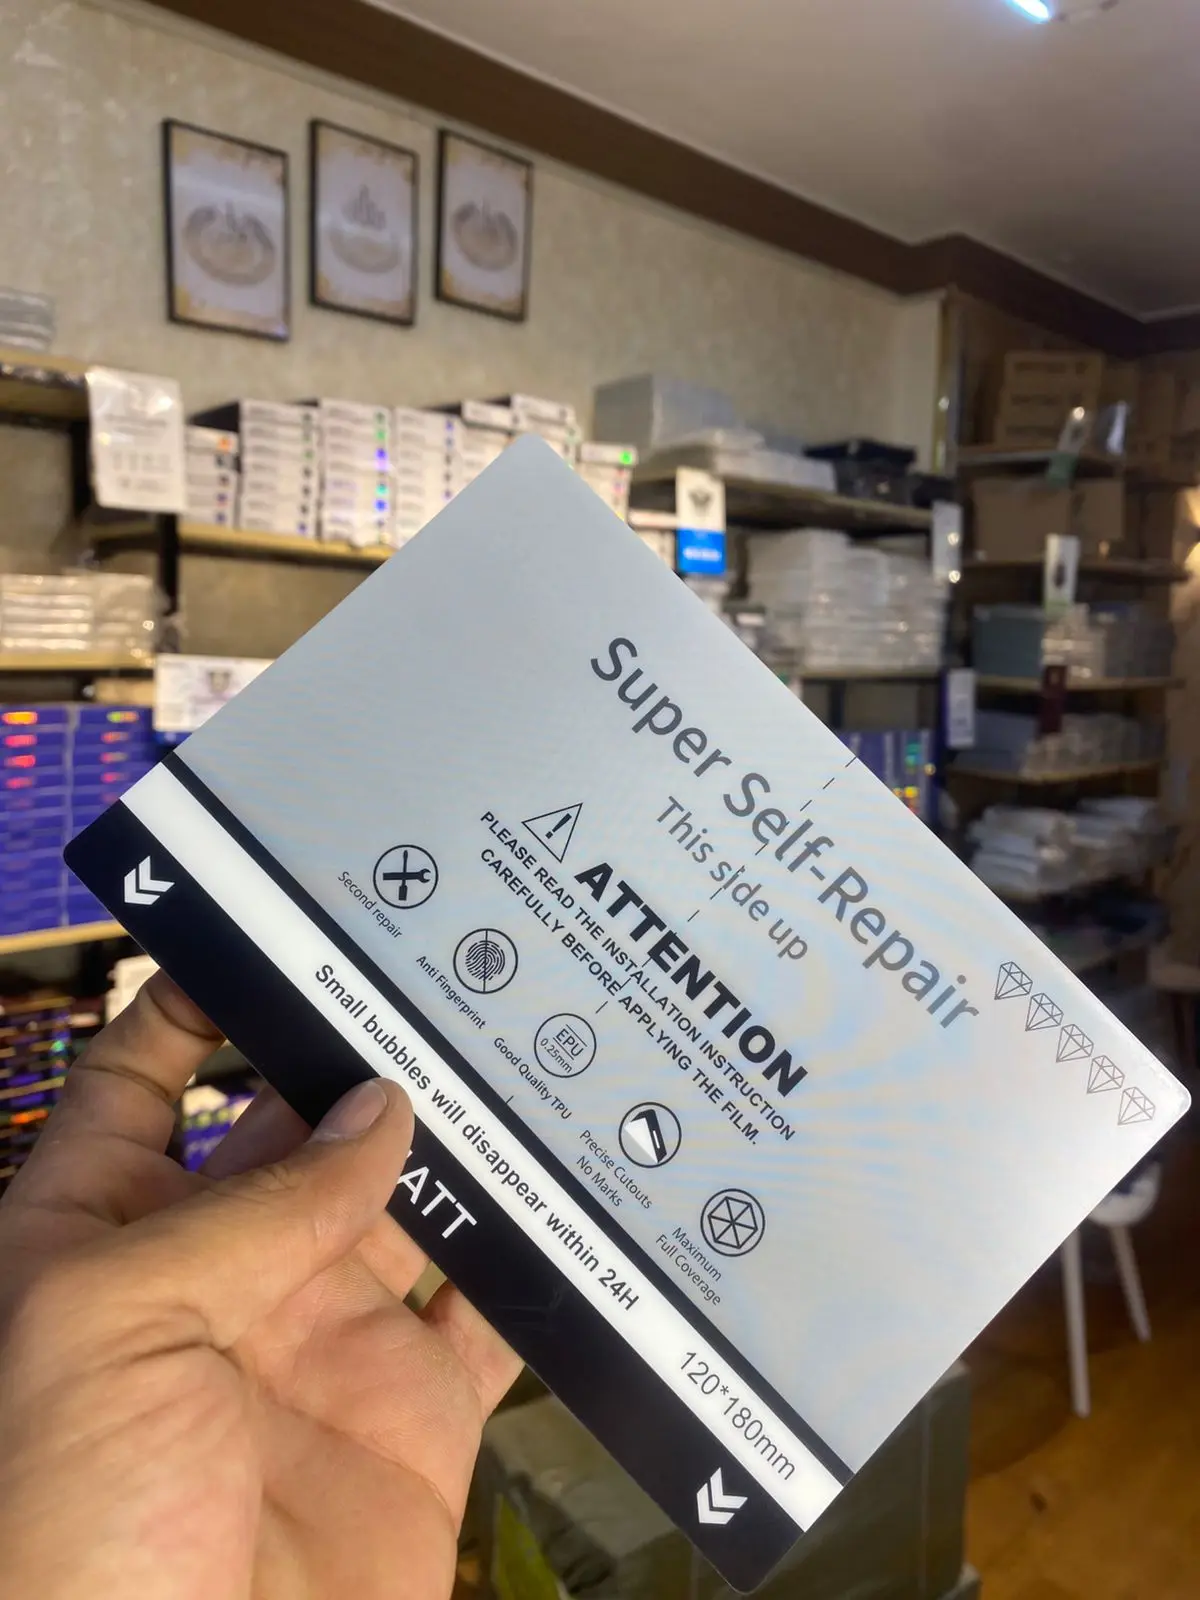 Super Self-Repair
This side up
ATTENTION
PLEASE READ THE INSTALLATION INSTRUCTION
CAREFULLY BEFORE APPLYING THE FILM.
Second repair
Anti Fingerprint
EPU
0.25mm
Good Quality TPU
Precise Cutouts
No Marks
Maximum
Full Coverage
Small bubbles will disappear within 24H
120*180mm
ATT